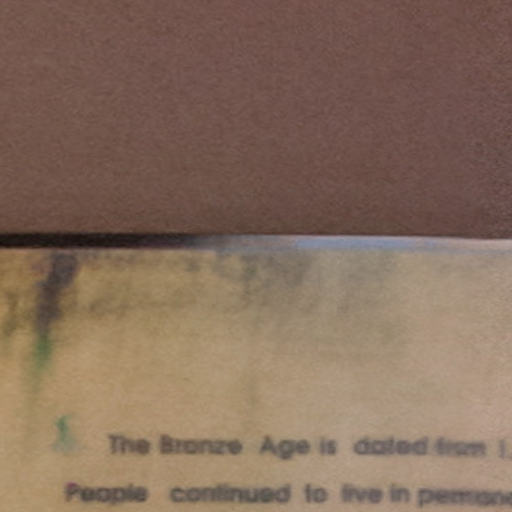 The Bronze Age is dated from
People continued to live in